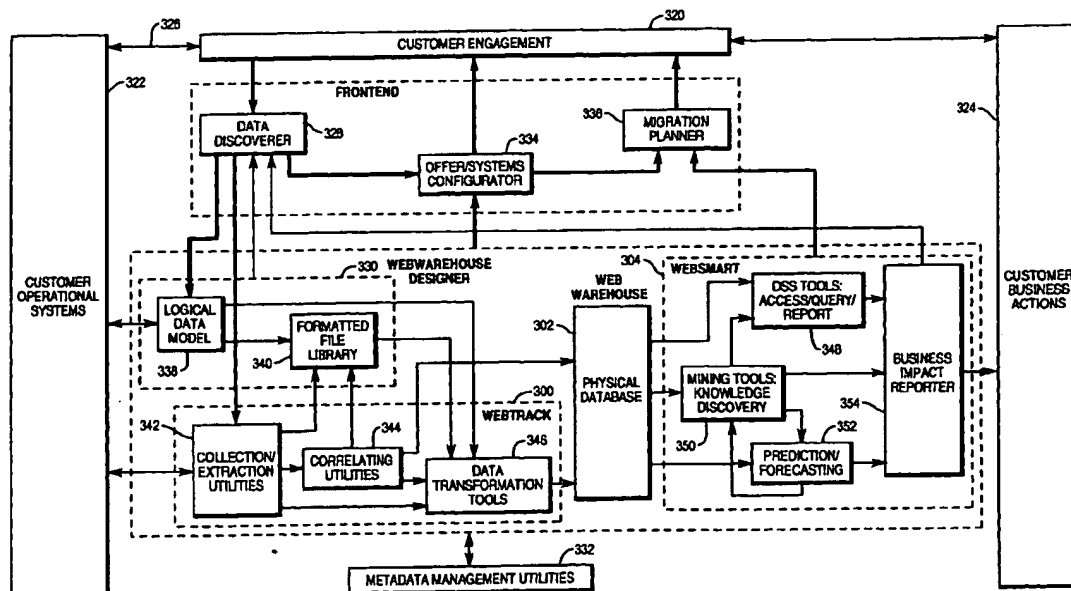 320
326
CUSTOMER ENGAGEMENT
322
FRONTEND
336
324
DATA
DISCOVERER
328
334
MIGRATION
PLANNER
OFFER/SYSTEMS
CONFIGURATOR
CUSTOMER
OPERATIONAL
SYSTEMS
330
WEBWAREHOUSE
DESIGNER
WEB
WAREHOUSE
304
WEBSMART
CUSTOMER
BUSINESS
ACTIONS
LOGICAL
DATA
MODEL
338
FORMATTED
FILE
LIBRARY
340
302
DSS TOOLS:
ACCESS/QUERY/
REPORT
348
PHYSICAL
DATABASE
MINING TOOLS:
KNOWLEDGE
DISCOVERY
350
BUSINESS
IMPACT
REPORTER
354
300
WEBTRACK
342
344
346
COLLECTION/
EXTRACTION
UTILITIES
CORRELATING
UTILITIES
DATA
TRANSFORMATION
TOOLS
352
PREDICTION/
FORECASTING
332
METADATA MANAGEMENT UTILITIES